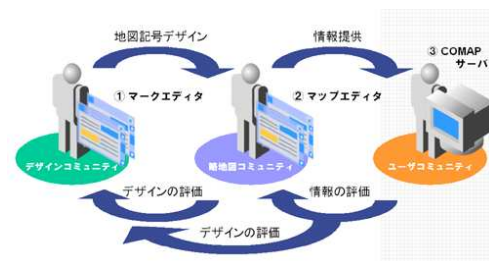 地図記号デザイン
情報提供
③ COMAP
サーバ
① マークエディタ
② マップエディタ
デザインコミュニティ
略地図コミュニティ
ユーザコミュニティ
デザインの評価
情報の評価
デザインの評価